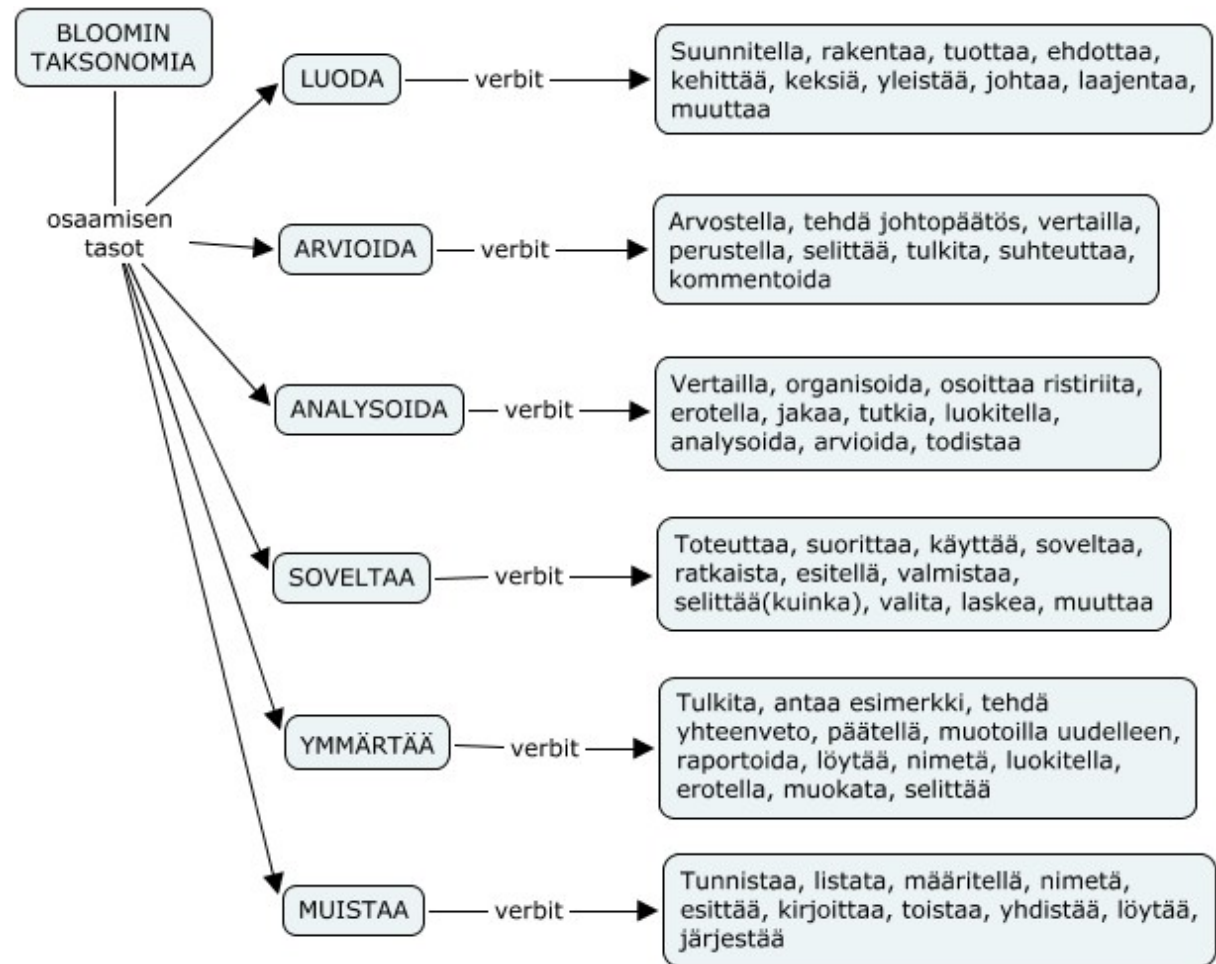 BLOOMIN
TAKSONOMIA
osaamisen
tasot
LUODA
verbit
Suunnitella, rakentaa, tuottaa, ehdottaa,
kehittää, keksiä, yleistää, johtaa, laajentaa,
muuttaa
ARVIOIDA
verbit
Arvostella, tehdä johtopäätös, vertailla,
perustella, selittää, tulkita, suhteuttaa,
kommentoida
ANALYSOIDA
verbit
Vertailla, organisoida, osoittaa ristiriita,
erotella, jakaa, tutkia, luokitella,
analysoida, arvioida, todistaa
SOVELTAA
verbit
Toteuttaa, suorittaa, käyttää, soveltaa,
ratkaista, esitellä, valmistaa,
selittää(kuinka), valita, laskea, muuttaa
YMMÄRTÄÄ
verbit
Tulkita, antaa esimerkki, tehdä
yhteenveto, päätellä, muotoilla uudelleen,
raportoida, löytää, nimetä, luokitella,
erotella, muokata, selittää
MUISTAA
verbit
Tunnistaa, listata, määritellä, nimetä,
esittää, kirjoittaa, toistaa, yhdistää, löytää,
järjestää